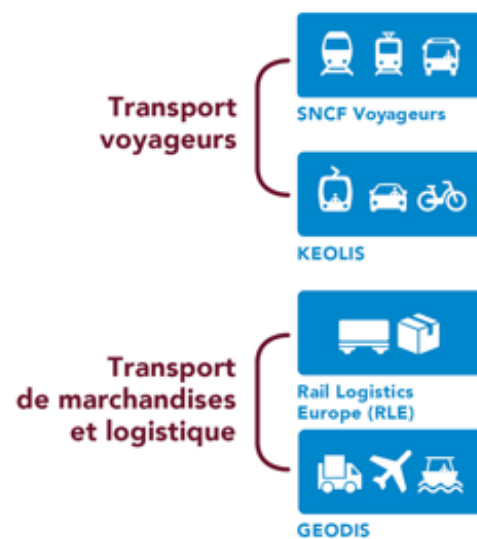 Transport
voyageurs
SNCF Voyageurs
KEOLIS
Transport
de marchandises
et logistique
Rail Logistics
Europe (RLE)
GEODIS